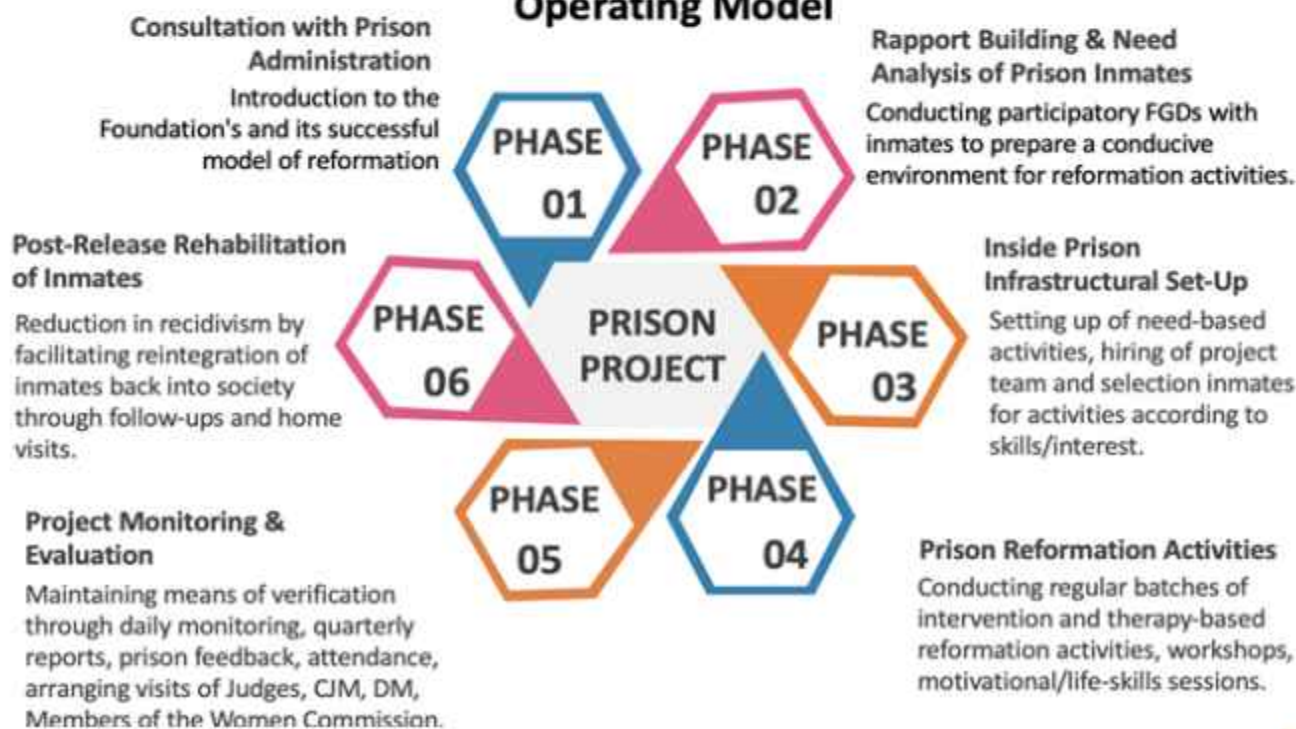 Operating Model
Consultation with Prison
Administration
Introduction to the
Foundation's and its successful
model of reformation
PHASE
01
Rapport Building & Need
Analysis of Prison Inmates
Conducting participatory FGDs with
inmates to prepare a conducive
environment for reformation activities.
PHASE
02
Inside Prison
Infrastructural Set-Up
Setting up of need-based
activities, hiring of project
team and selection inmates
for activities according to
skills/interest.
PHASE
03
PRISON
PROJECT
Prison Reformation Activities
Conducting regular batches of
intervention and therapy-based
reformation activities, workshops,
motivational/life-skills sessions.
PHASE
04
Project Monitoring &
Evaluation
Maintaining means of verification
through daily monitoring, quarterly
reports, prison feedback, attendance,
arranging visits of Judges, CJM, DM,
Members of the Women Commission.
PHASE
05
Post-Release Rehabilitation
of Inmates
Reduction in recidivism by
facilitating reintegration of
inmates back into society
through follow-ups and home
visits.
PHASE
06